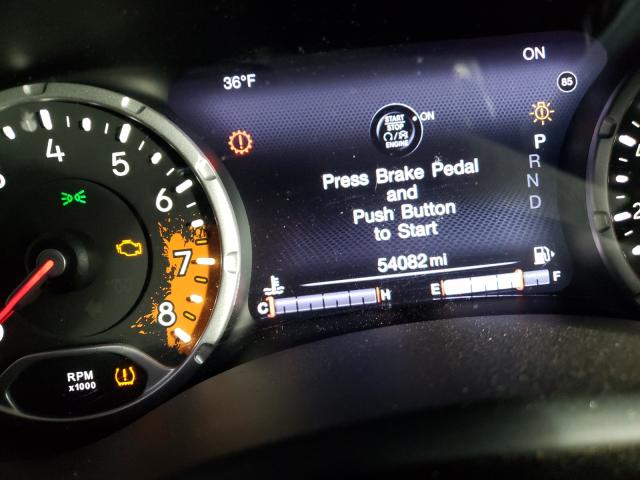 36°F
ON
85
START
STOP
ENGINE
ON
Press Brake Pedal
and
Push Button
to Start
P
R
N
D
54082 mi
C H
E F
4
5
6
7
8
RPM
x1000
2